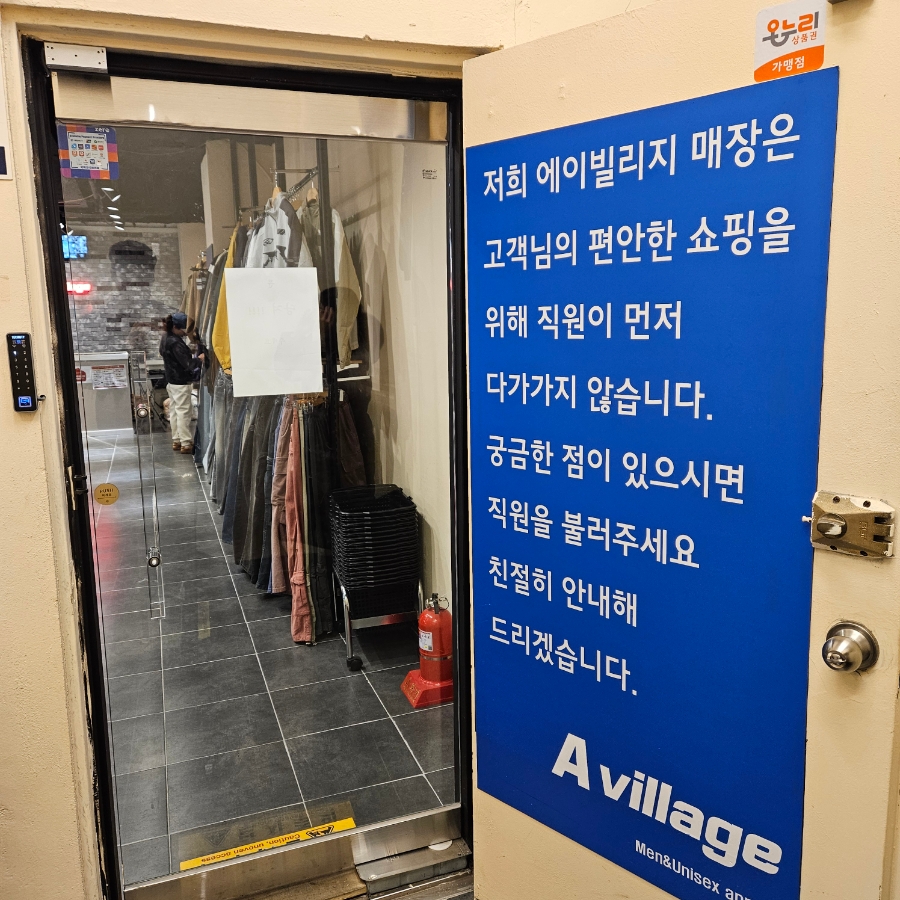 온누리
상품권
가맹점
저희 에이빌리지 매장은
고객님의 편안한 쇼핑을
위해 직원이 먼저
다가가지 않습니다.
궁금한 점이 있으시면
직원을 불러주세요
친절히 안내해
드리겠습니다.
A village
Men&Unisex
Caution, uneven access